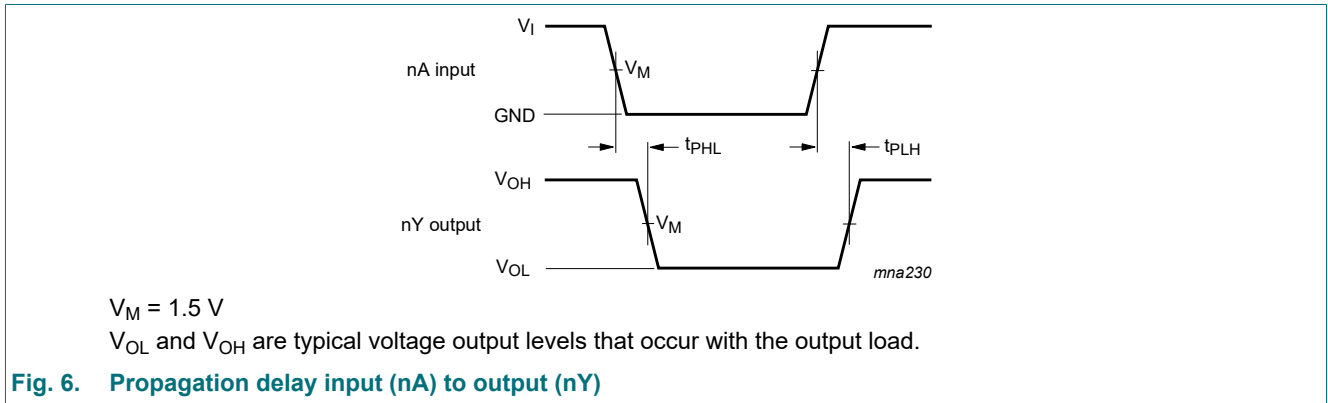 V_I
nA input
V_M
GND
t_PHL
t_PLH
V_OH
nY output
V_M
V_OL
mna230
V_M = 1.5 V
V_OL and V_OH are typical voltage output levels that occur with the output load.
Fig. 6. Propagation delay input (nA) to output (nY)